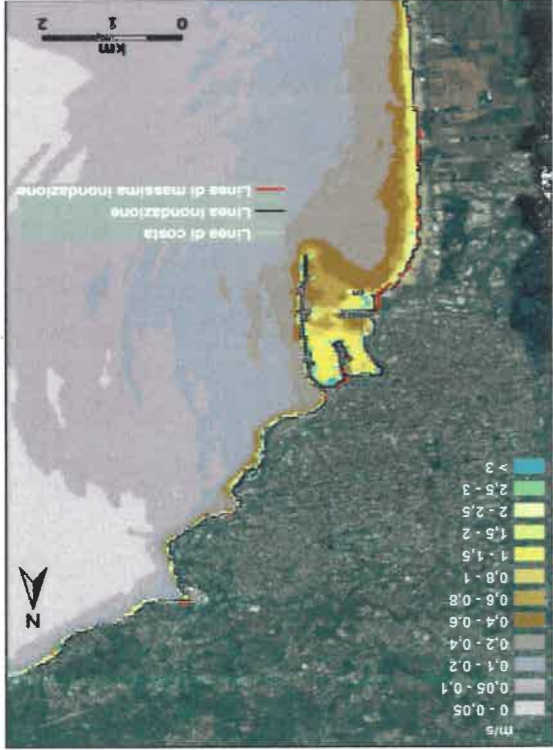 m/s
0 - 0,05
0,05 - 0,1
0,1 - 0,2
0,2 - 0,4
0,4 - 0,6
0,6 - 0,8
0,8 - 1
1 - 1,5
1,5 - 2
2 - 2,5
2,5 - 3
> 3
N
Linea di costa
Linea inondazione
Linea di massima inondazione
km
0 1 2